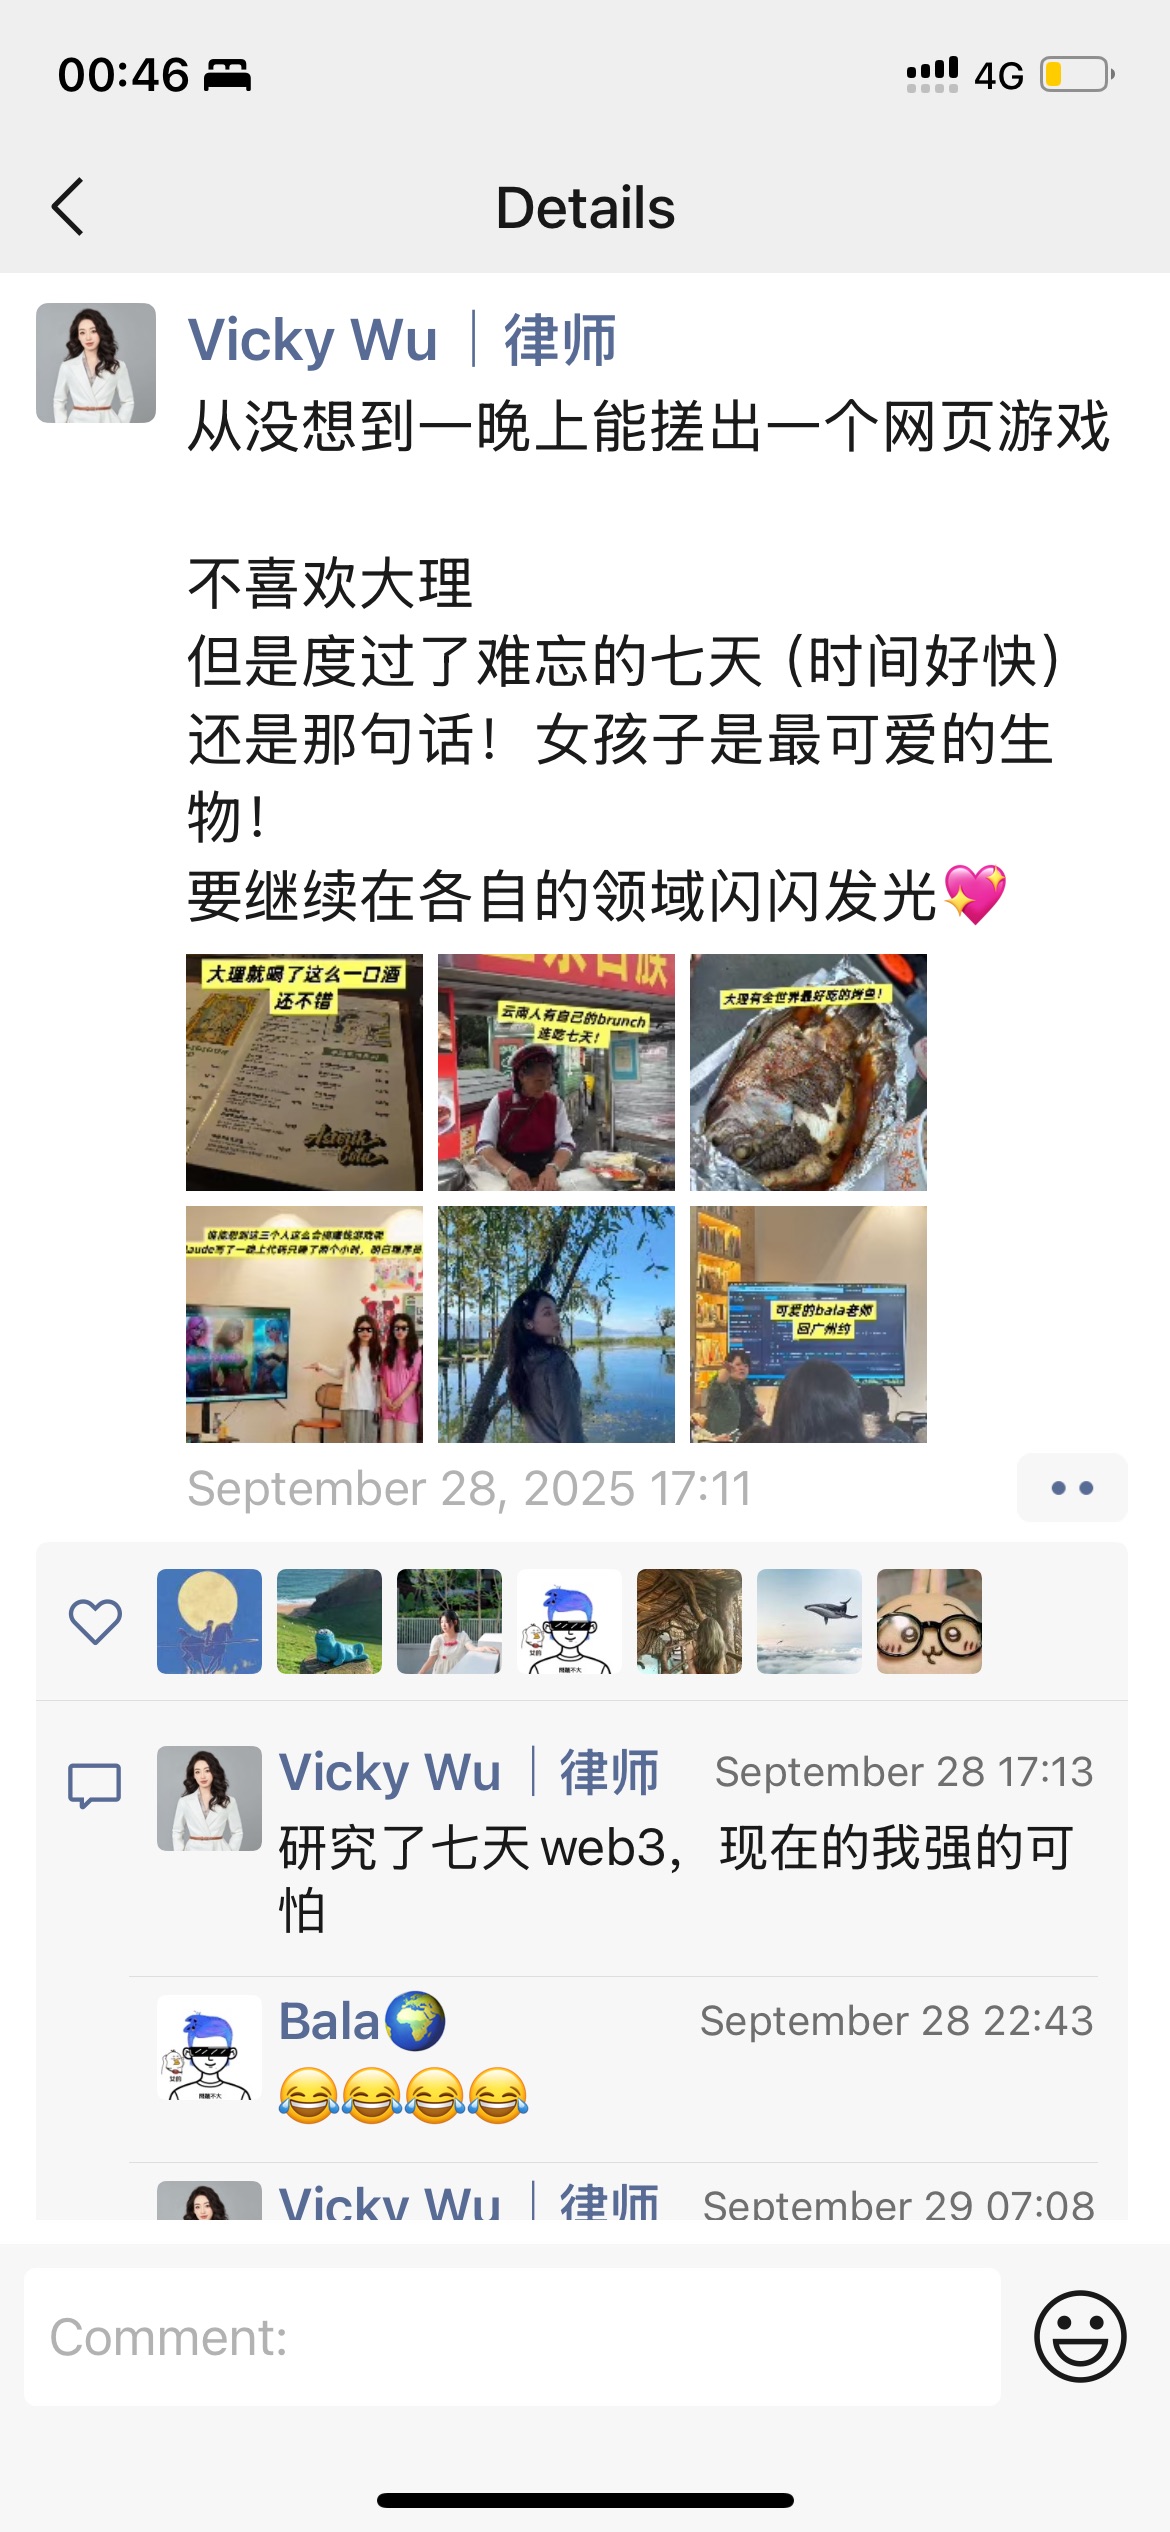 00:46
4G
Details
Vicky Wu｜律师
从没想到一晚上能搓出一个网页游戏
不喜欢大理
但是度过了难忘的七天（时间好快）
还是那句话！女孩子是最可爱的生
物！
要继续在各自的领域闪闪发光💖
大理就喝了这么一口酒
还不错
Asterik
Cola
云南人有自己的brunch
连吃七天！
大理有全世界最好吃的烤鱼！
可爱的bala老师
回广州约
September 28, 2025 17:11
Vicky Wu｜律师
September 28 17:13
研究了七天web3，现在的我强的可
怕
Bala🌍
September 28 22:43
😂😂😂😂
Vicky Wu｜律师
September 29 07:08
Comment: